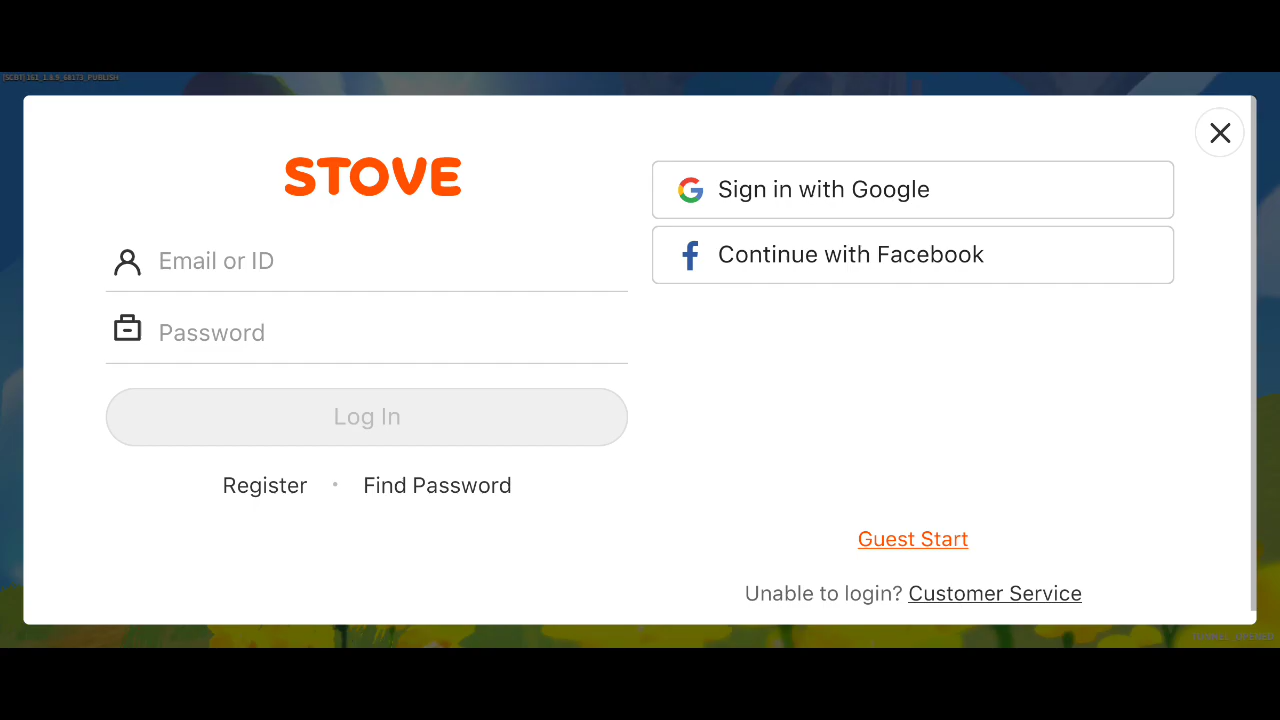 STOVE
Email or ID
Password
Log In
Register • Find Password
Sign in with Google
Continue with Facebook
Guest Start
Unable to login? Customer Service